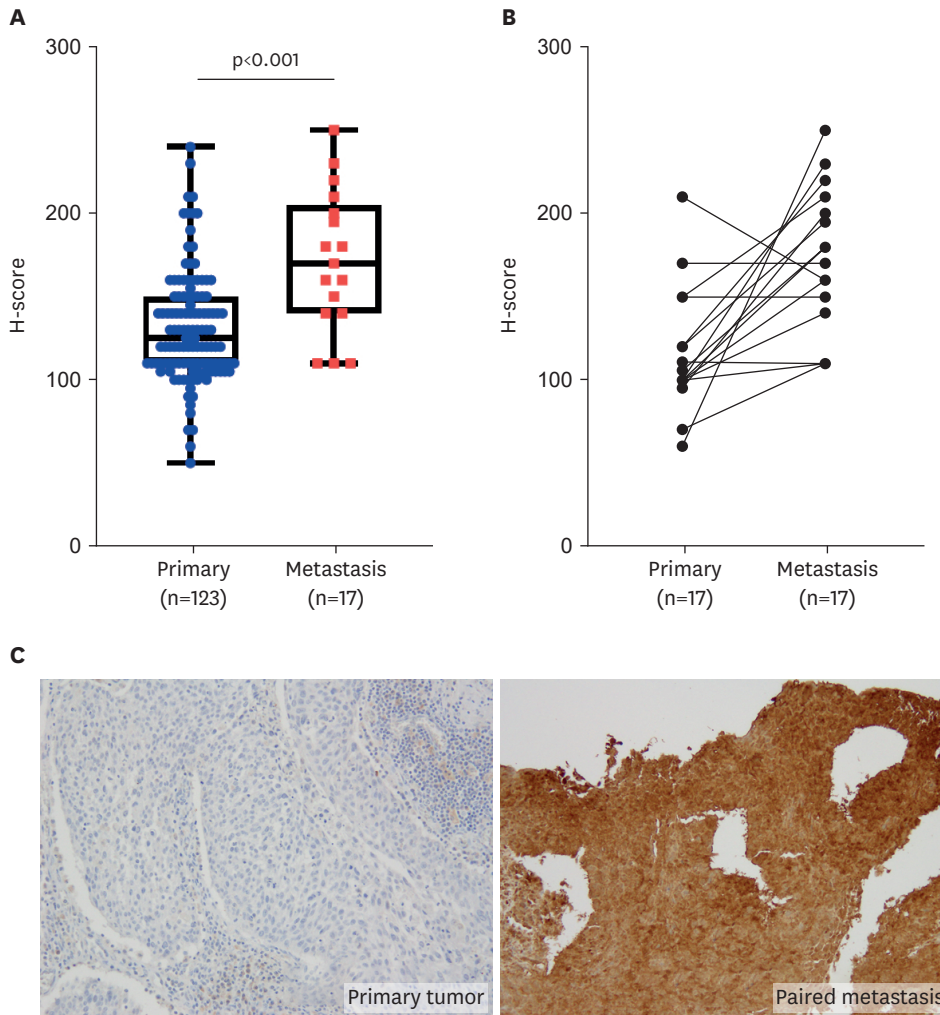 A
300
200
100
0
H-score
p<0.001
Primary
(n=123)
Metastasis
(n=17)
B
300
200
100
0
H-score
Primary
(n=17)
Metastasis
(n=17)
C
Primary tumor
Paired metastasis